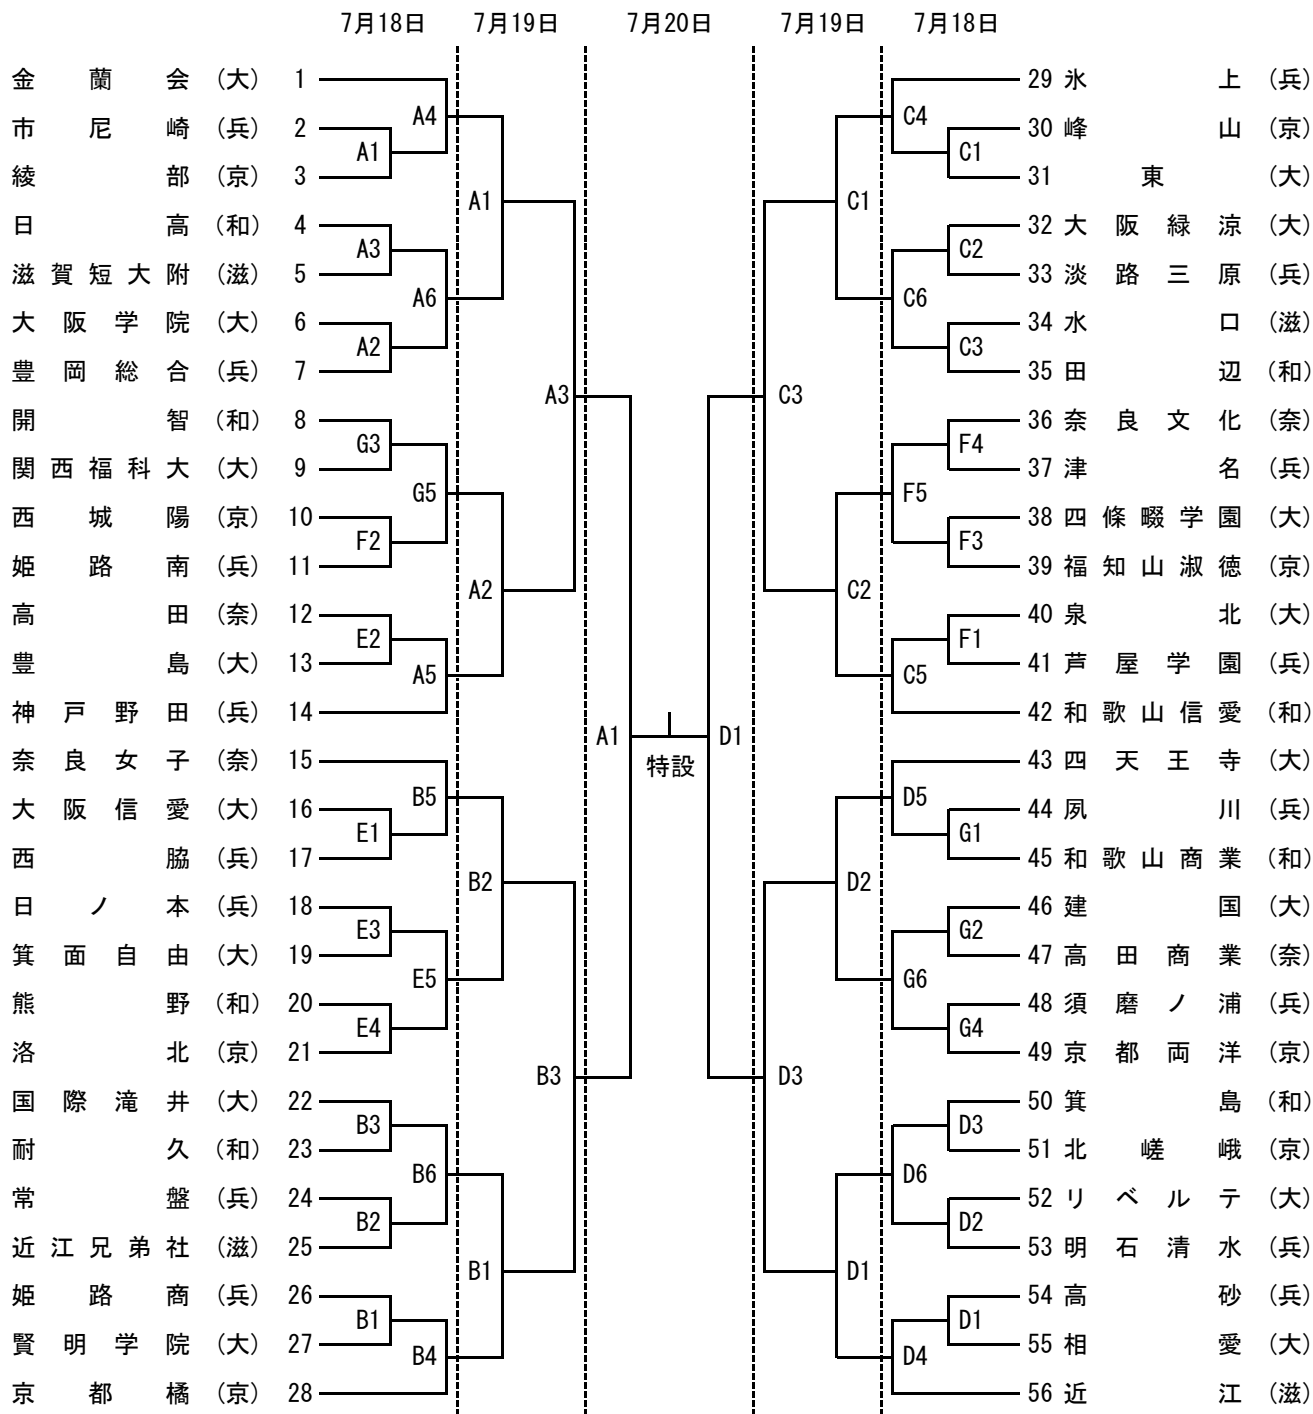 7月18日 7月19日 7月20日 7月19日 7月18日
金蘭会 (大) 1 29 氷上 (兵)
A4 C4
市尼崎 (兵) 2 30 峰山 (京)
A1 C1
綾部 (京) 3 31 東 (大)
A1 C1
日高 (和) 4 32 大阪緑涼 (大)
A3 C2
滋賀短大附 (滋) 5 33 淡路三原 (兵)
A6 C6
大阪学院 (大) 6 34 水口 (滋)
A2 C3
豊岡総合 (兵) 7 35 田辺 (和)
A3 C3
開智 (和) 8 36 奈良文化 (奈)
G3 F4
関西福科大 (大) 9 37 津名 (兵)
G5 F5
西城陽 (京) 10 38 四條畷学園 (大)
F2 F3
姫路南 (兵) 11 39 福知山淑徳 (京)
A2 C2
高田 (奈) 12 40 泉北 (大)
E2 F1
豊島 (大) 13 41 芦屋学園 (兵)
A5 C5
神戸野田 (兵) 14 42 和歌山信愛 (和)
A1 D1
奈良女子 (奈) 15 特設 43 四天王寺 (大)
B5 D5
大阪信愛 (大) 16 44 夙川 (兵)
E1 G1
西脇 (兵) 17 45 和歌山商業 (和)
B2 D2
日ノ本 (兵) 18 46 建国 (大)
E3 G2
箕面自由 (大) 19 47 高田商業 (奈)
E5 G6
熊野 (和) 20 48 須磨ノ浦 (兵)
E4 G4
洛北 (京) 21 49 京都両洋 (京)
B3 D3
国際滝井 (大) 22 50 箕島 (和)
B3 D3
耐久 (和) 23 51 北嵯峨 (京)
B6 D6
常盤 (兵) 24 52 リベルテ (大)
B2 D2
近江兄弟社 (滋) 25 53 明石清水 (兵)
B1 D1
姫路商 (兵) 26 54 高砂 (兵)
B1 D1
賢明学院 (大) 27 55 相愛 (大)
B4 D4
京都橘 (京) 28 56 近江 (滋)